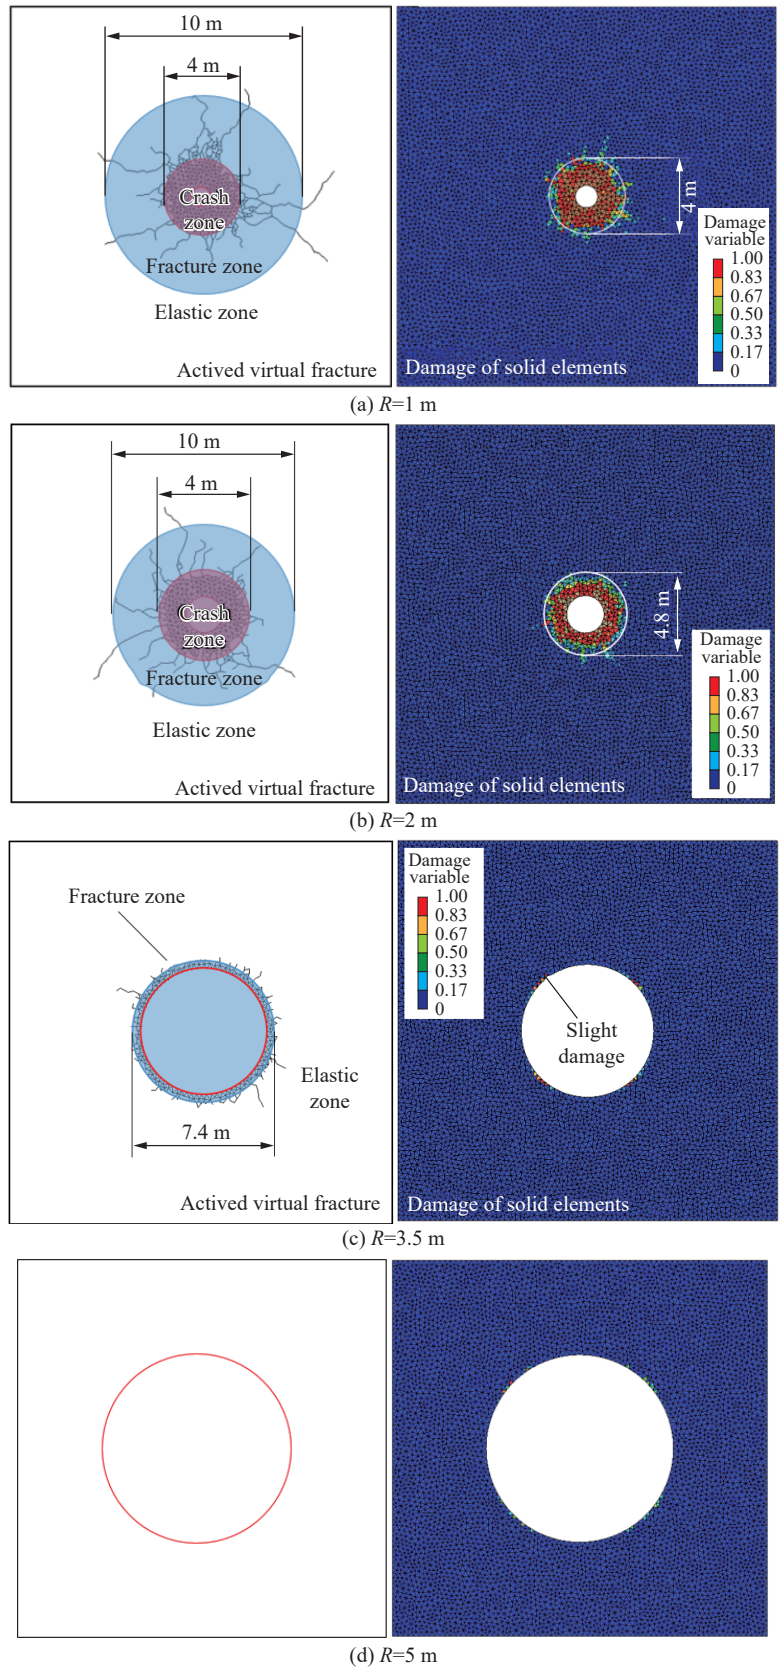 10 m
4 m
Crash
zone
Fracture zone
Elastic zone
Actived virtual fracture
4 m
Damage
variable
1.00
0.83
0.67
0.50
0.33
0.17
0
Damage of solid elements
(a) R=1 m
10 m
4 m
Crash
zone
Fracture zone
Elastic zone
Actived virtual fracture
4.8 m
Damage
variable
1.00
0.83
0.67
0.50
0.33
0.17
0
Damage of solid elements
(b) R=2 m
Fracture zone
Elastic
zone
7.4 m
Actived virtual fracture
Damage
variable
1.00
0.83
0.67
0.50
0.33
0.17
0
Slight
damage
Damage of solid elements
(c) R=3.5 m
(d) R=5 m